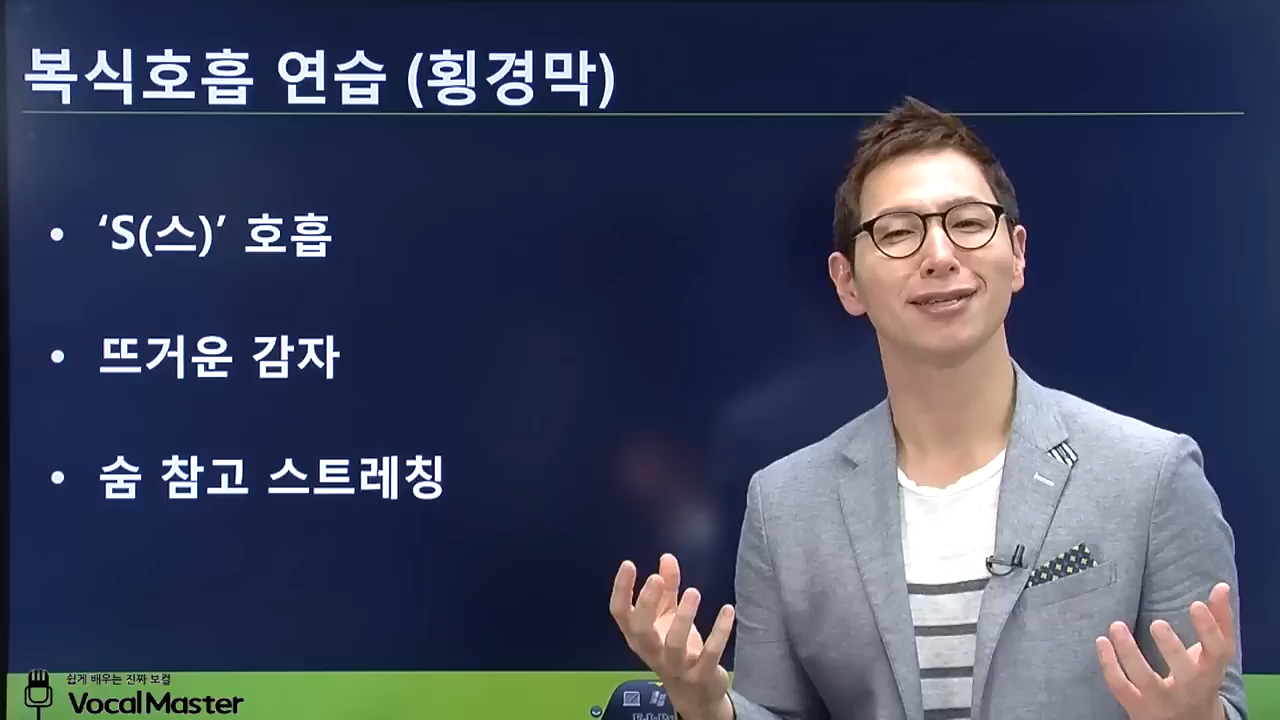 복식호흡 연습 (횡경막)
• ‘S(스)’ 호흡
• 뜨거운 감자
• 숨 참고 스트레칭
쉽게 배우는 진짜 보컬
VocalMaster